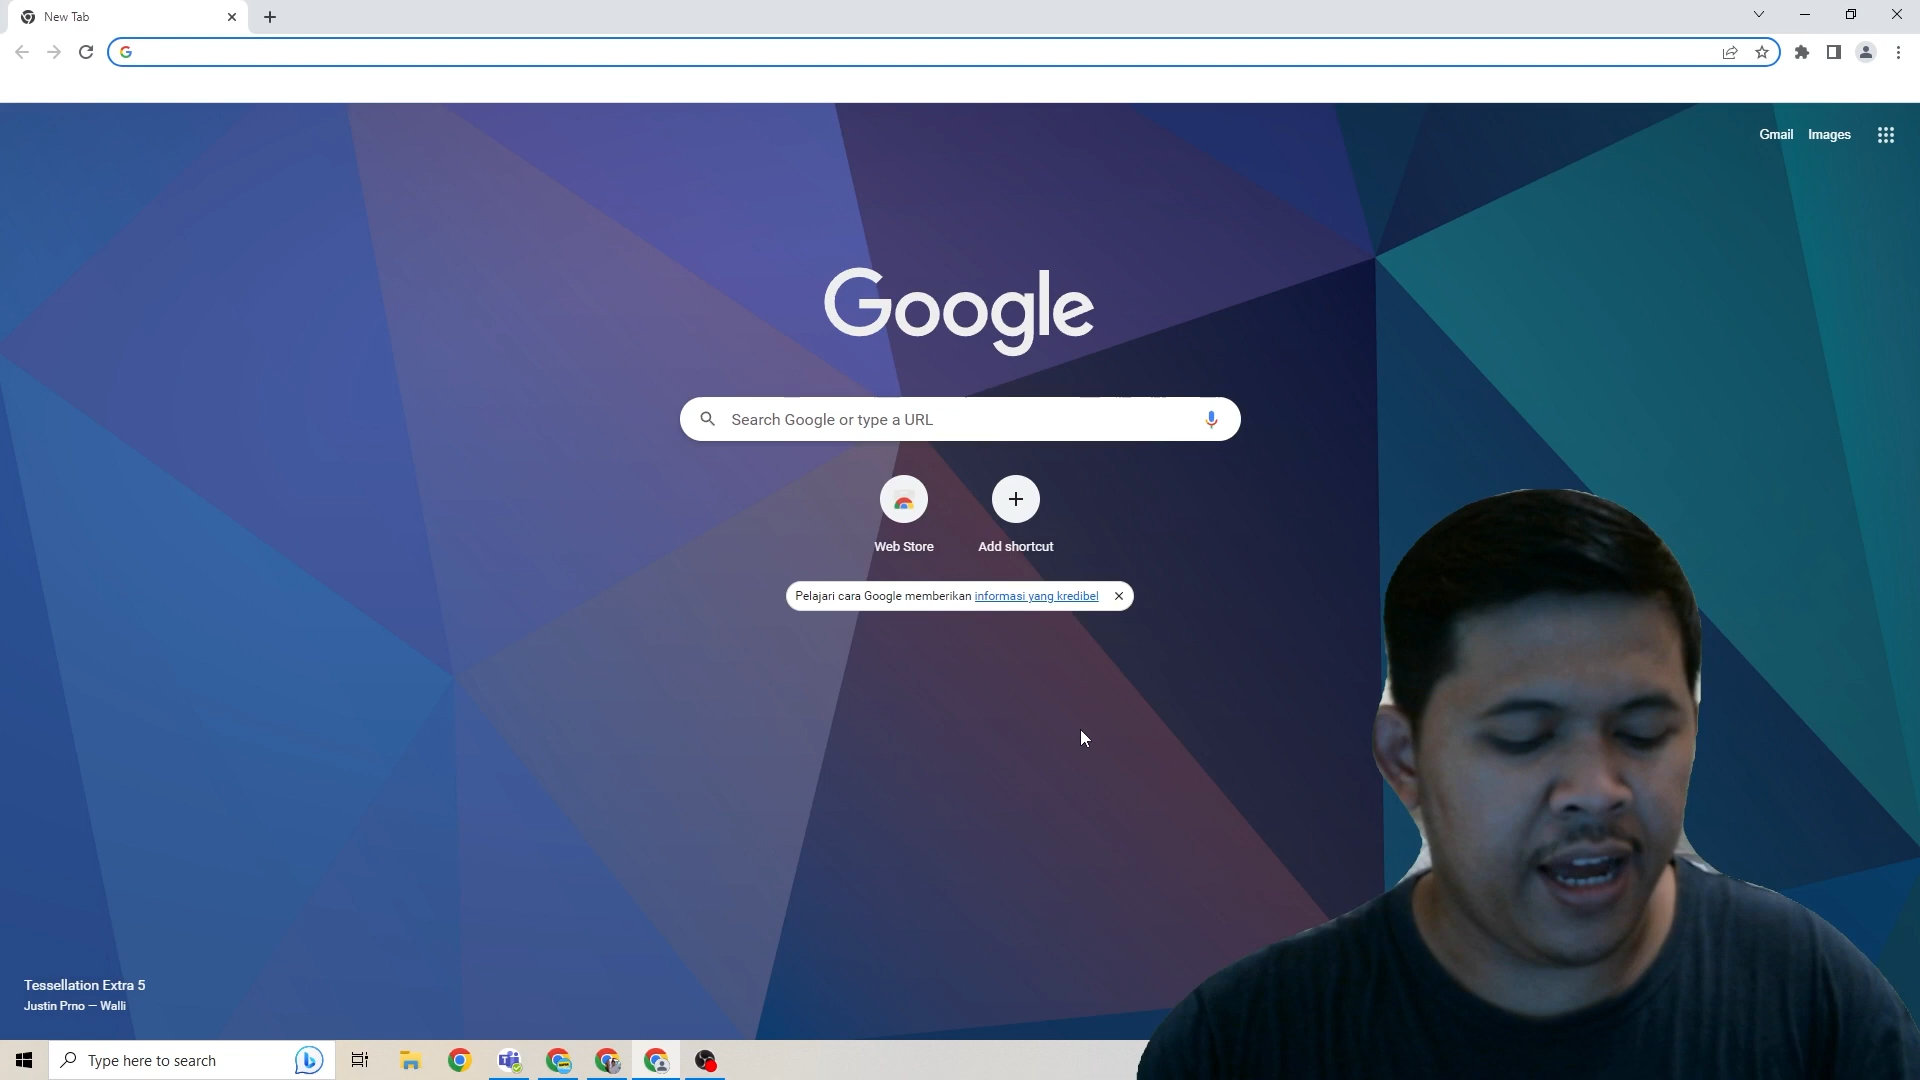 New Tab
Gmail Images
Google
Search Google or type a URL
Web Store
Add shortcut
Pelajari cara Google memberikan informasi yang kredibel
Tessellation Extra 5
Justin Prno — Walli
Type here to search